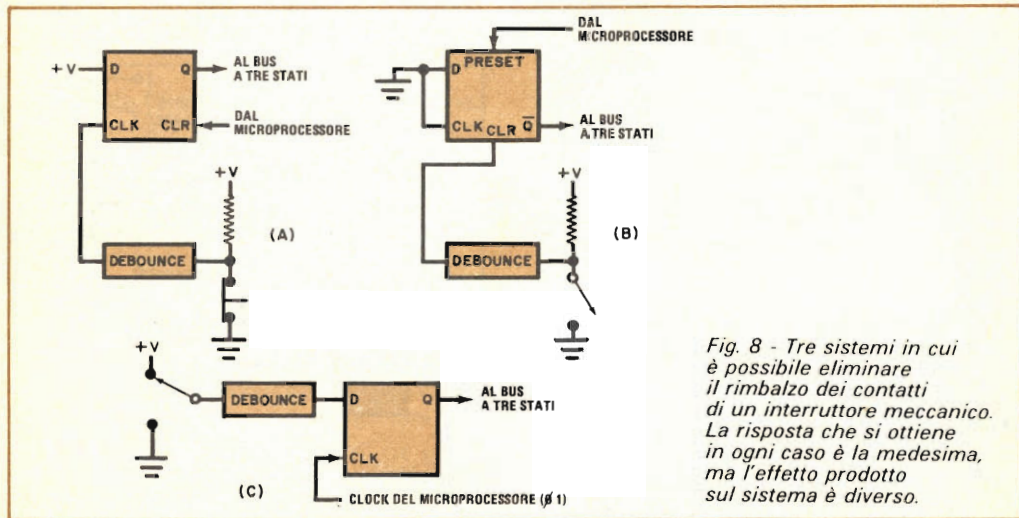 +V
D
Q
AL BUS
A TRE STATI
CLK
CLR
DAL
MICROPROCESSORE
+V
(A)
DEBOUNCE
DAL
MICROPROCESSORE
PRESET
D
CLK
CLR
Q̅
AL BUS
A TRE STATI
+V
(B)
DEBOUNCE
+V
DEBOUNCE
D
Q
AL BUS
A TRE STATI
CLK
(C)
CLOCK DEL MICROPROCESSORE (ø 1)
Fig. 8 - Tre sistemi in cui
è possibile eliminare
il rimbalzo dei contatti
di un interruttore meccanico.
La risposta che si ottiene
in ogni caso è la medesima,
ma l'effetto prodotto
sul sistema è diverso.